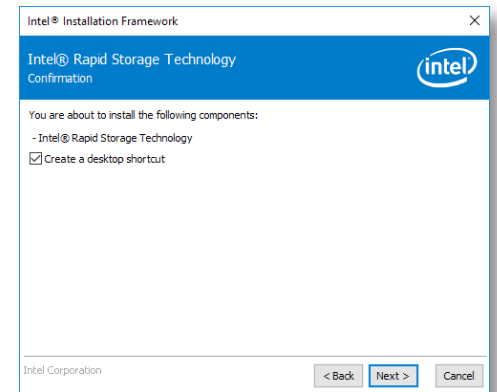 Intel® Installation Framework
Intel® Rapid Storage Technology
Confirmation
intel
You are about to install the following components:
- Intel® Rapid Storage Technology
Create a desktop shortcut
Intel Corporation
< Back Next > Cancel